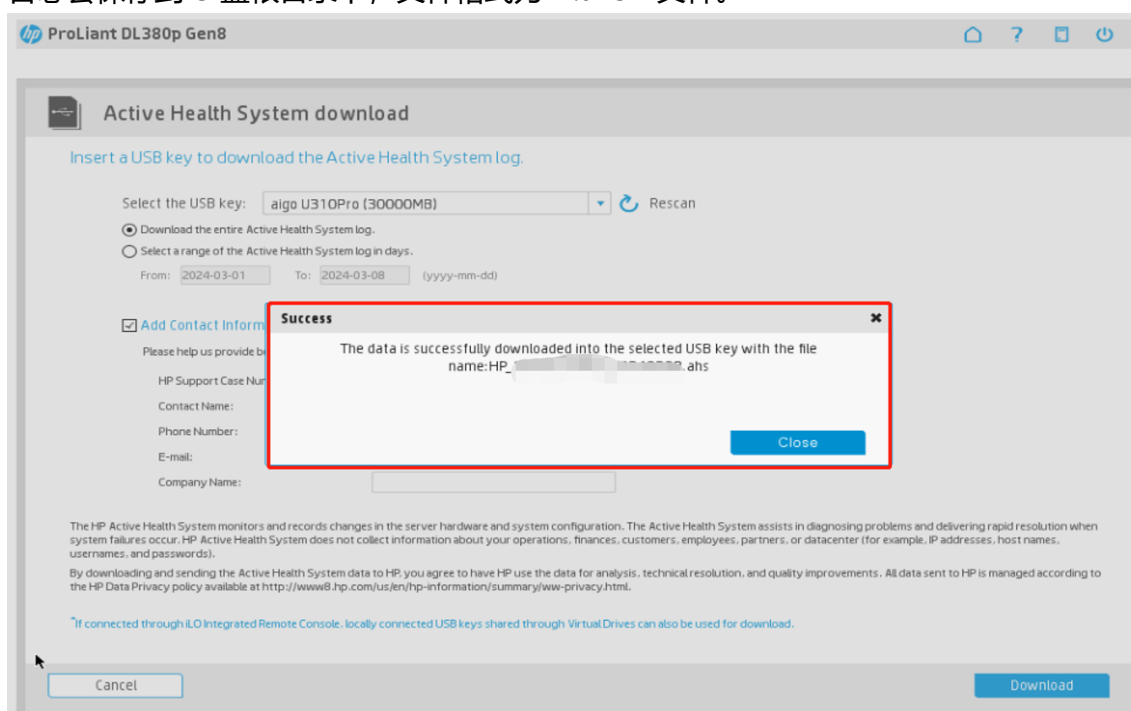 ProLiant DL380p Gen8
Active Health System download
Insert a USB key to download the Active Health System log.
Select the USB key: aigo U310Pro (30000MB) Rescan
Download the entire Active Health System log.
Select a range of the Active Health System log in days.
From: 2024-03-01 To: 2024-03-08 (yyyy-mm-dd)
Add Contact Inform
Success
The data is successfully downloaded into the selected USB key with the file
name:HP_ .ahs
Please help us provide b
HP Support Case Nu
Contact Name:
Phone Number:
E-mail:
Close
Company Name:
The HP Active Health System monitors and records changes in the server hardware and system configuration. The Active Health System assists in diagnosing problems and delivering rapid resolution when
system failures occur. HP Active Health System does not collect information about your operations, finances, customers, employees, partners, or datacenter (for example, IP addresses, host names,
usernames, and passwords).
By downloading and sending the Active Health System data to HP, you agree to have HP use the data for analysis, technical resolution, and quality improvements. All data sent to HP is managed according to
the HP Data Privacy policy available at http://www8.hp.com/us/en/hp-information/summary/ww-privacy.html.
*If connected through iLO Integrated Remote Console, locally connected USB keys shared through Virtual Drives can also be used for download.
Cancel
Download